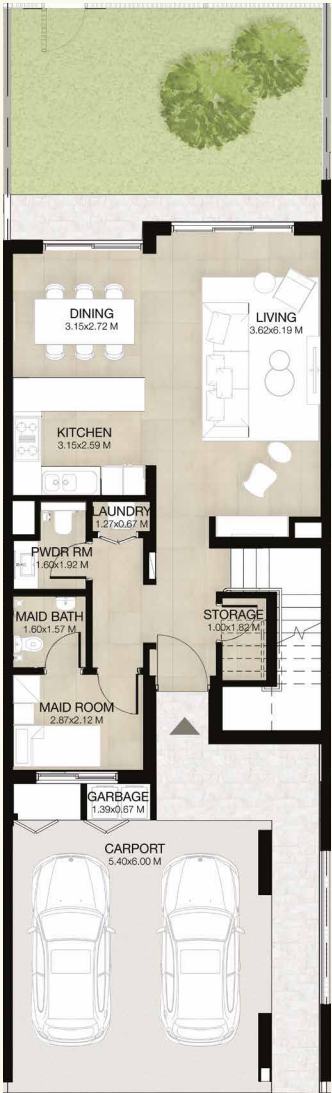 DINING
3.15x2.72 M
LIVING
3.62x6.19 M
KITCHEN
3.15x2.59 M
LAUNDRY
1.27x0.67 M
PWDR RM
1.60x1.92 M
MAID BATH
1.60x1.57 M
STORAGE
1.00x1.82 M
MAID ROOM
2.87x2.12 M
GARBAGE
1.39x0.67 M
CARPORT
5.40x6.00 M